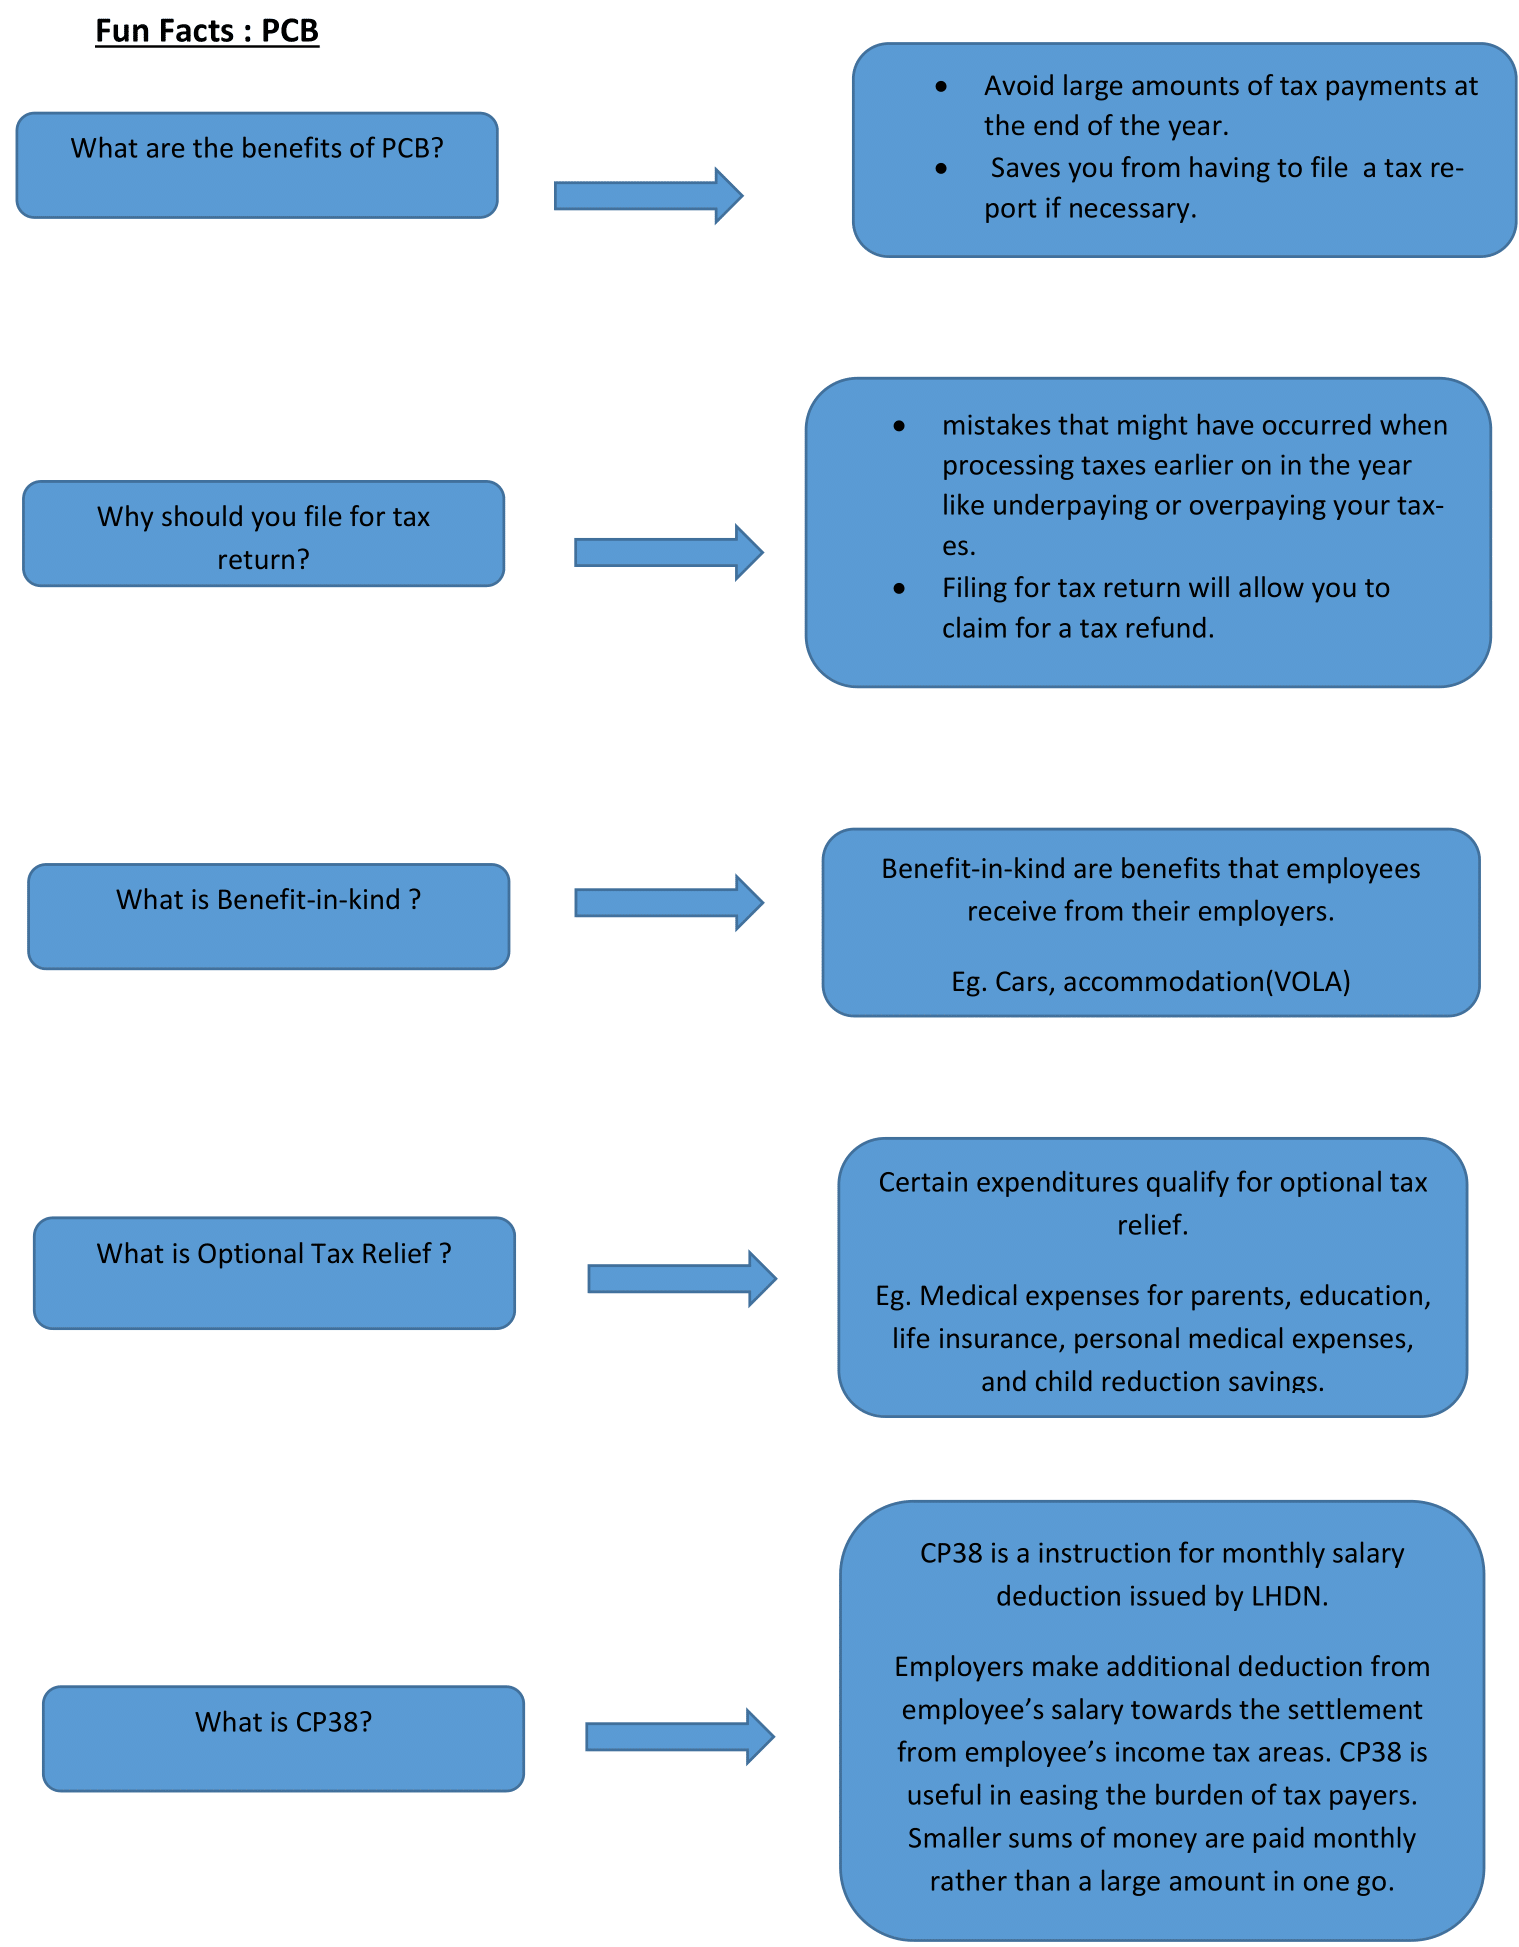 Fun Facts : PCB
What are the benefits of PCB?
• Avoid large amounts of tax payments at
the end of the year.
• Saves you from having to file  a tax re-
port if necessary.
Why should you file for tax
return?
• mistakes that might have occurred when
processing taxes earlier on in the year
like underpaying or overpaying your tax-
es.
• Filing for tax return will allow you to
claim for a tax refund.
What is Benefit-in-kind ?
Benefit-in-kind are benefits that employees
receive from their employers.
Eg. Cars, accommodation(VOLA)
What is Optional Tax Relief ?
Certain expenditures qualify for optional tax
relief.
Eg. Medical expenses for parents, education,
life insurance, personal medical expenses,
and child reduction savings.
What is CP38?
CP38 is a instruction for monthly salary
deduction issued by LHDN.
Employers make additional deduction from
employee’s salary towards the settlement
from employee’s income tax areas. CP38 is
useful in easing the burden of tax payers.
Smaller sums of money are paid monthly
rather than a large amount in one go.